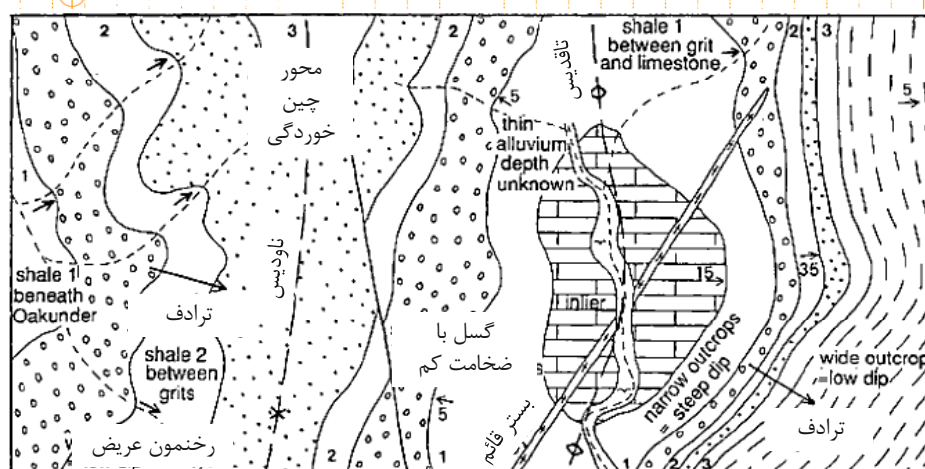 2
3
2
2
3
1
محور
چین
خوردگی
تاقدیس
shale 1
between grit
and limestone
5
5
thin
alluvium
depth
unknown
ناودیس
shale 1
beneath
Oakunder
ترادف
15
35
inlier
گسل با
ضخامت کم
shale 2
between
grits
narrow outcrops
steep dip
wide outcrop
=low dip
ترادف
5
بستر قائم
رخنمون عریض
2
1
1
2
3